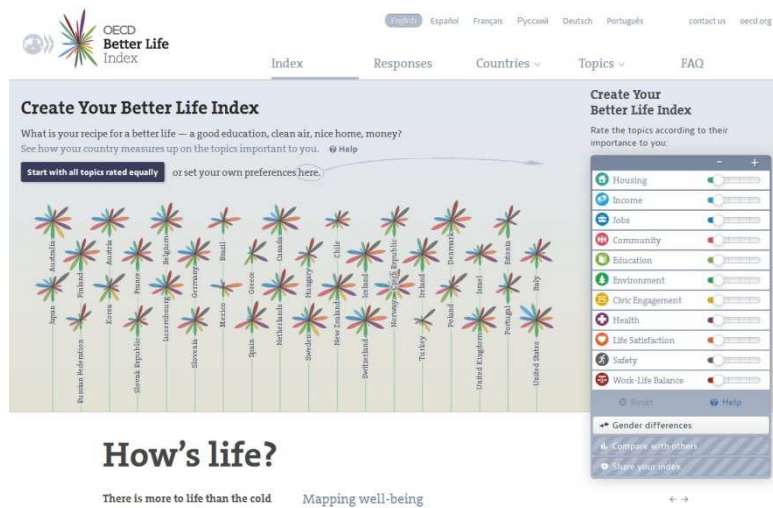 OECD
Better Life
Index
English Español Français Русский Deutsch Português contact us oecd.org
Index Responses Countries Topics FAQ
Create Your Better Life Index
What is your recipe for a better life — a good education, clean air, nice home, money?
See how your country measures up on the topics important to you. Help
Start with all topics rated equally or set your own preferences here.
Australia
Austria
Belgium
Brazil
Canada
Chile
Czech Republic
Denmark
Estonia
Finland
France
Germany
Greece
Hungary
Iceland
Ireland
Israel
Italy
Japan
Korea
Luxembourg
Mexico
Netherlands
New Zealand
Norway
Poland
Portugal
Russian Federation
Slovak Republic
Slovenia
Spain
Sweden
Switzerland
Turkey
United Kingdom
United States
Create Your
Better Life Index
Rate the topics according to their
importance to you:
- +
Housing
Income
Jobs
Community
Education
Environment
Civic Engagement
Health
Life Satisfaction
Safety
Work-Life Balance
Reset Help
Gender differences
Compare with others
Share your index
How's life?
There is more to life than the cold
Mapping well-being